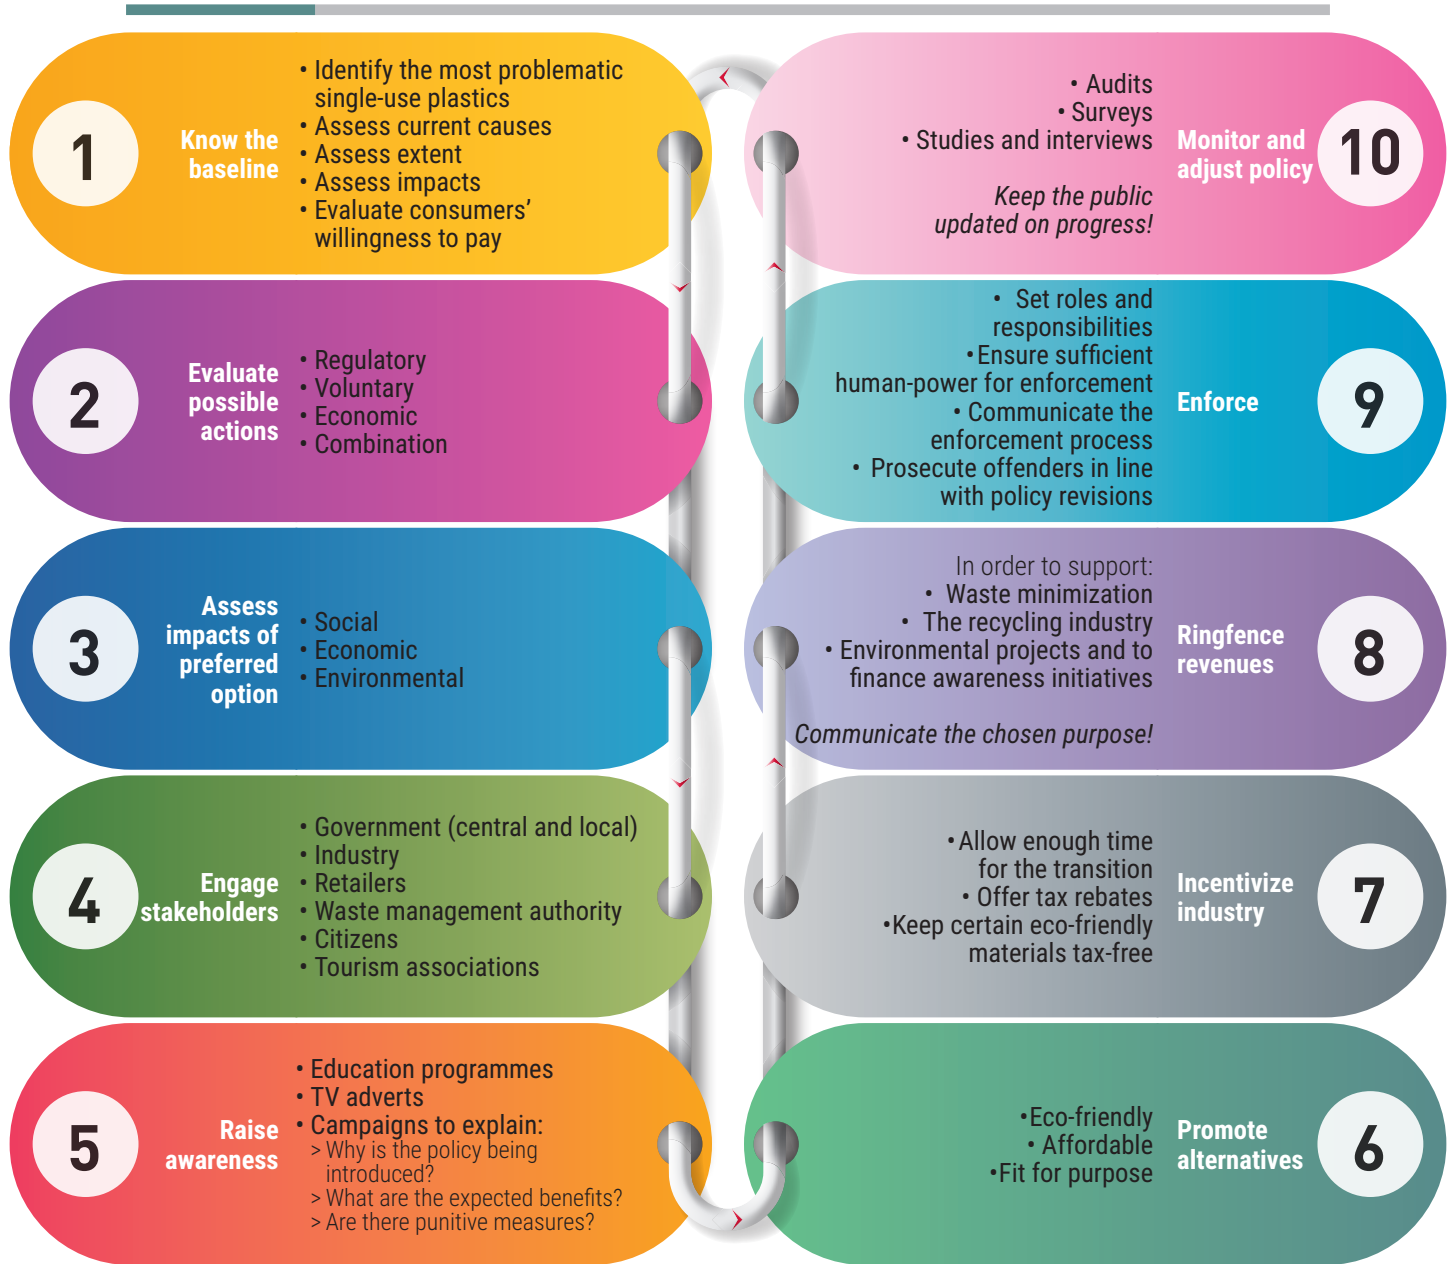 1
Know the
baseline
• Identify the most problematic
single-use plastics
• Assess current causes
• Assess extent
• Assess impacts
• Evaluate consumers’
willingness to pay
2
Evaluate
possible
actions
• Regulatory
• Voluntary
• Economic
• Combination
3
Assess
impacts of
preferred
option
• Social
• Economic
• Environmental
4
Engage
stakeholders
• Government (central and local)
• Industry
• Retailers
• Waste management authority
• Citizens
• Tourism associations
5
Raise
awareness
• Education programmes
• TV adverts
• Campaigns to explain:
> Why is the policy being
introduced?
> What are the expected benefits?
> Are there punitive measures?
6
Promote
alternatives
•Eco-friendly
• Affordable
•Fit for purpose
7
Incentivize
industry
•Allow enough time
for the transition
• Offer tax rebates
•Keep certain eco-friendly
materials tax-free
8
Ringfence
revenues
In order to support:
• Waste minimization
• The recycling industry
• Environmental projects and to
finance awareness initiatives
Communicate the chosen purpose!
9
Enforce
• Set roles and
responsibilities
•Ensure sufficient
human-power for enforcement
• Communicate the
enforcement process
• Prosecute offenders in line
with policy revisions
10
Monitor and
adjust policy
• Audits
• Surveys
• Studies and interviews
Keep the public
updated on progress!